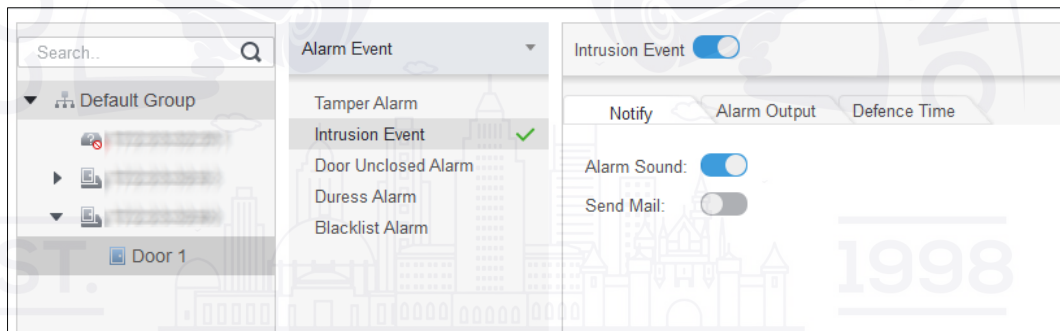 Search..
Default Group
Door 1
Alarm Event
Tamper Alarm
Intrusion Event
Door Unclosed Alarm
Duress Alarm
Blacklist Alarm
Intrusion Event
Notify
Alarm Output
Defence Time
Alarm Sound:
Send Mail:
ST.
1998